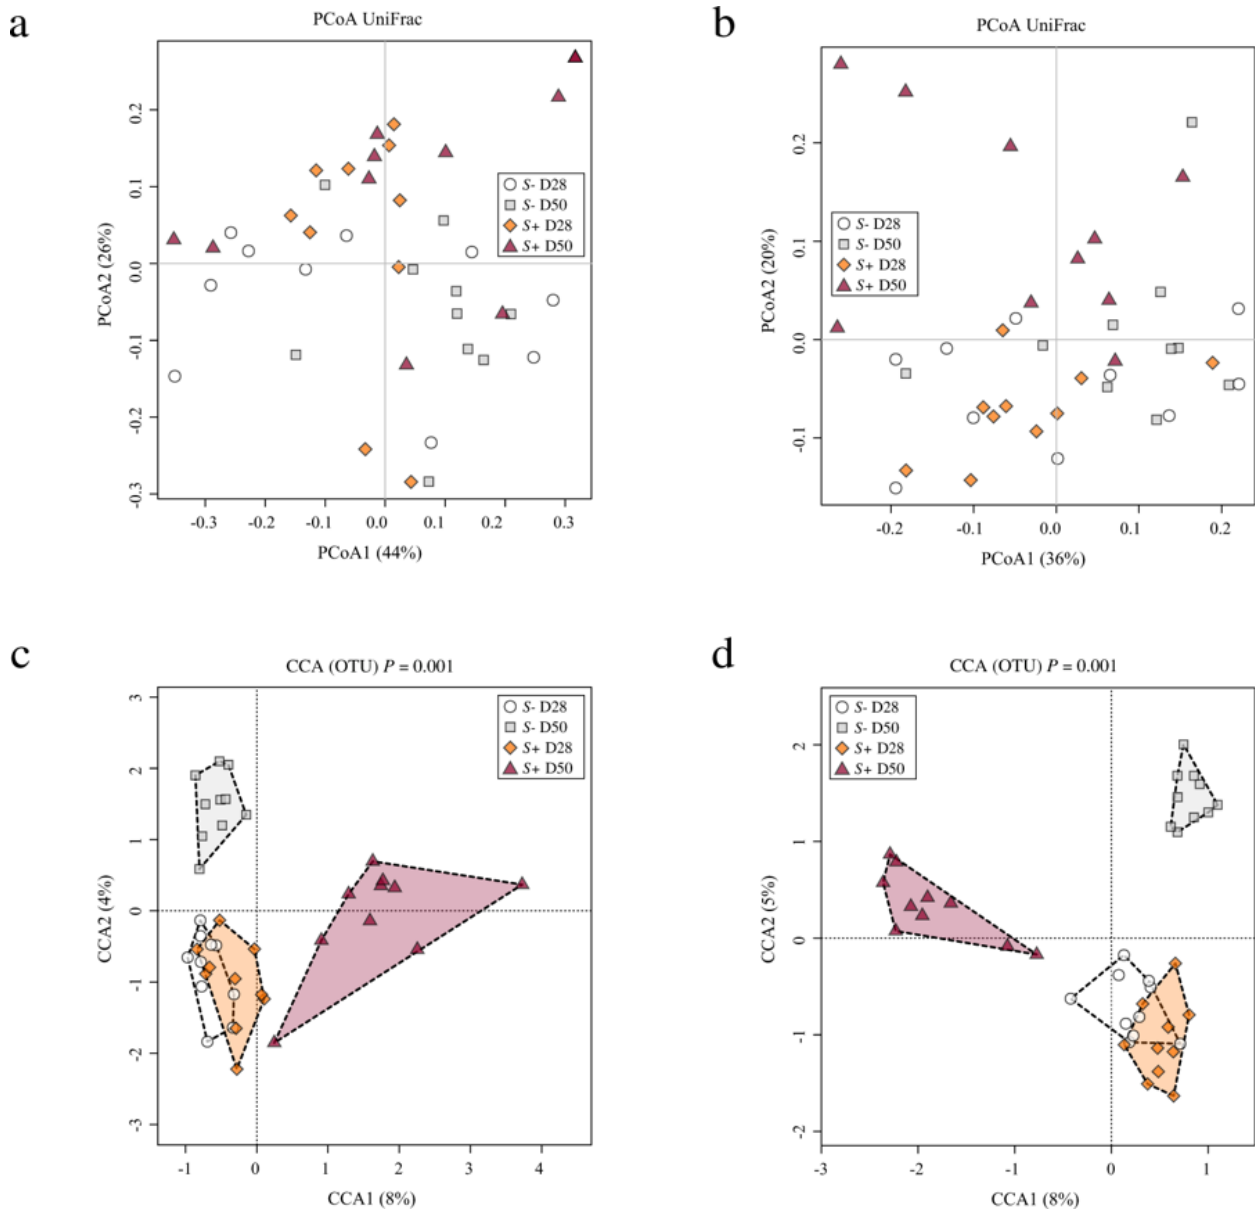 a
PCoA UniFrac
PCoA2 (26%)
0.2
0.1
0.0
-0.1
-0.2
-0.3
S- D28
S- D50
S+ D28
S+ D50
-0.3 -0.2 -0.1 0.0 0.1 0.2 0.3
PCoA1 (44%)
b
PCoA UniFrac
PCoA2 (20%)
0.2
0.1
0.0
-0.1
S- D28
S- D50
S+ D28
S+ D50
-0.2 -0.1 0.0 0.1 0.2
PCoA1 (36%)
c
CCA (OTU) P = 0.001
CCA2 (4%)
3
2
1
0
-1
-2
-3
S- D28
S- D50
S+ D28
S+ D50
-1 0 1 2 3 4
CCA1 (8%)
d
CCA (OTU) P = 0.001
CCA2 (5%)
2
1
0
-1
-2
S- D28
S- D50
S+ D28
S+ D50
-3 -2 -1 0 1
CCA1 (8%)